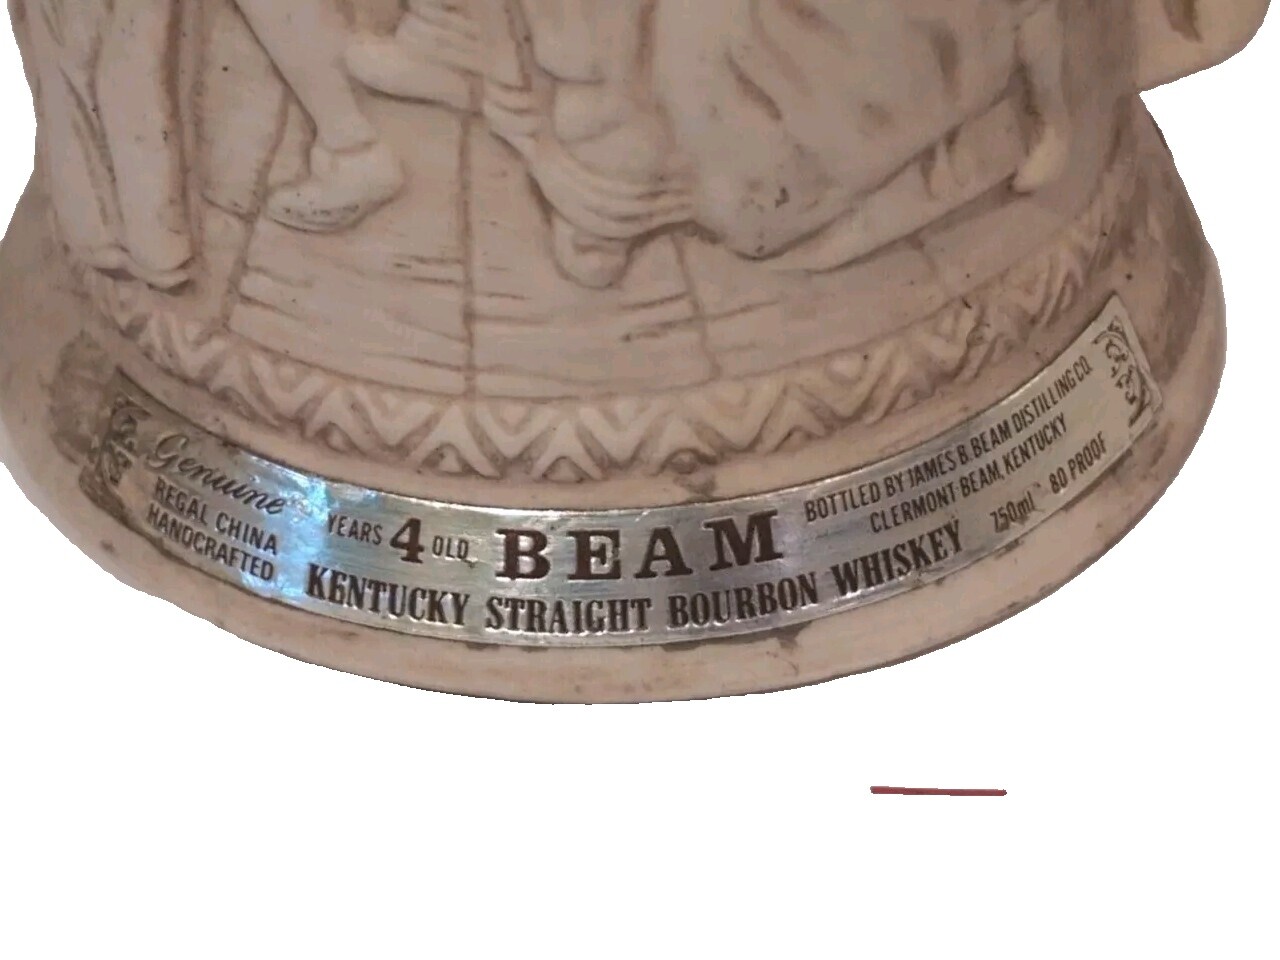 Genuine
REGAL CHINA
HANDCRAFTED
YEARS 4 OLD
BEAM
KENTUCKY STRAIGHT BOURBON WHISKEY
BOTTLED BY JAMES B. BEAM DISTILLING CO.
CLERMONT·BEAM, KENTUCKY
750ml 80 PROOF